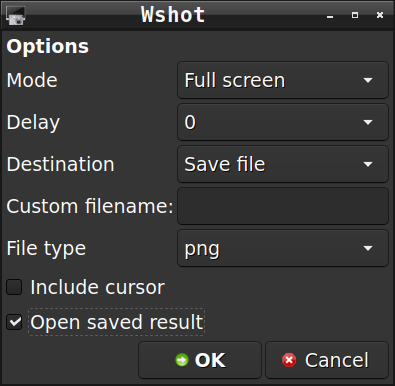 Wshot
Options
Mode Full screen
Delay 0
Destination Save file
Custom filename:
File type png
Include cursor
Open saved result
OK Cancel